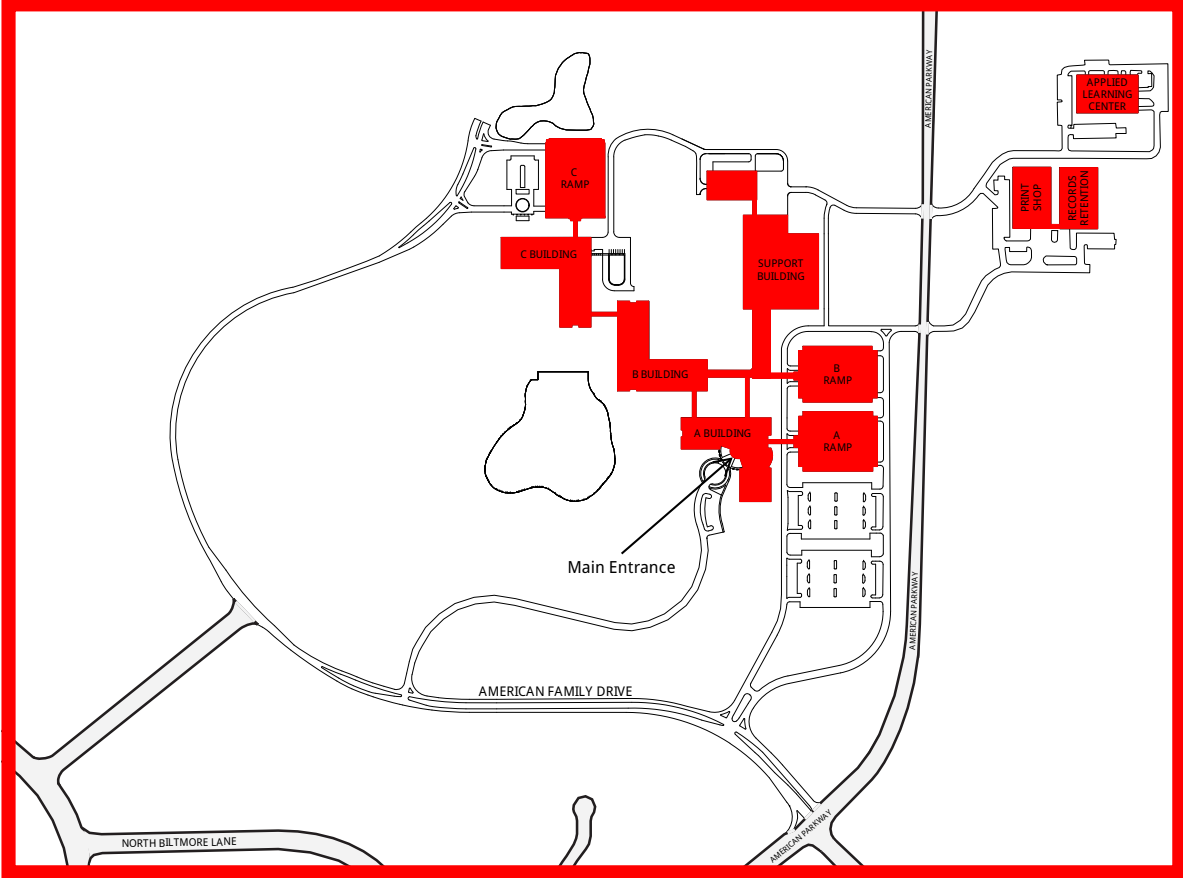 AMERICAN PARKWAY
APPLIED
LEARNING
CENTER
C
RAMP
PRINT
SHOP
RECORDS
RETENTION
C BUILDING
SUPPORT
BUILDING
B BUILDING
B
RAMP
A BUILDING
A
RAMP
Main Entrance
AMERICAN PARKWAY
AMERICAN FAMILY DRIVE
NORTH BILTMORE LANE
AMERICAN PARKWAY